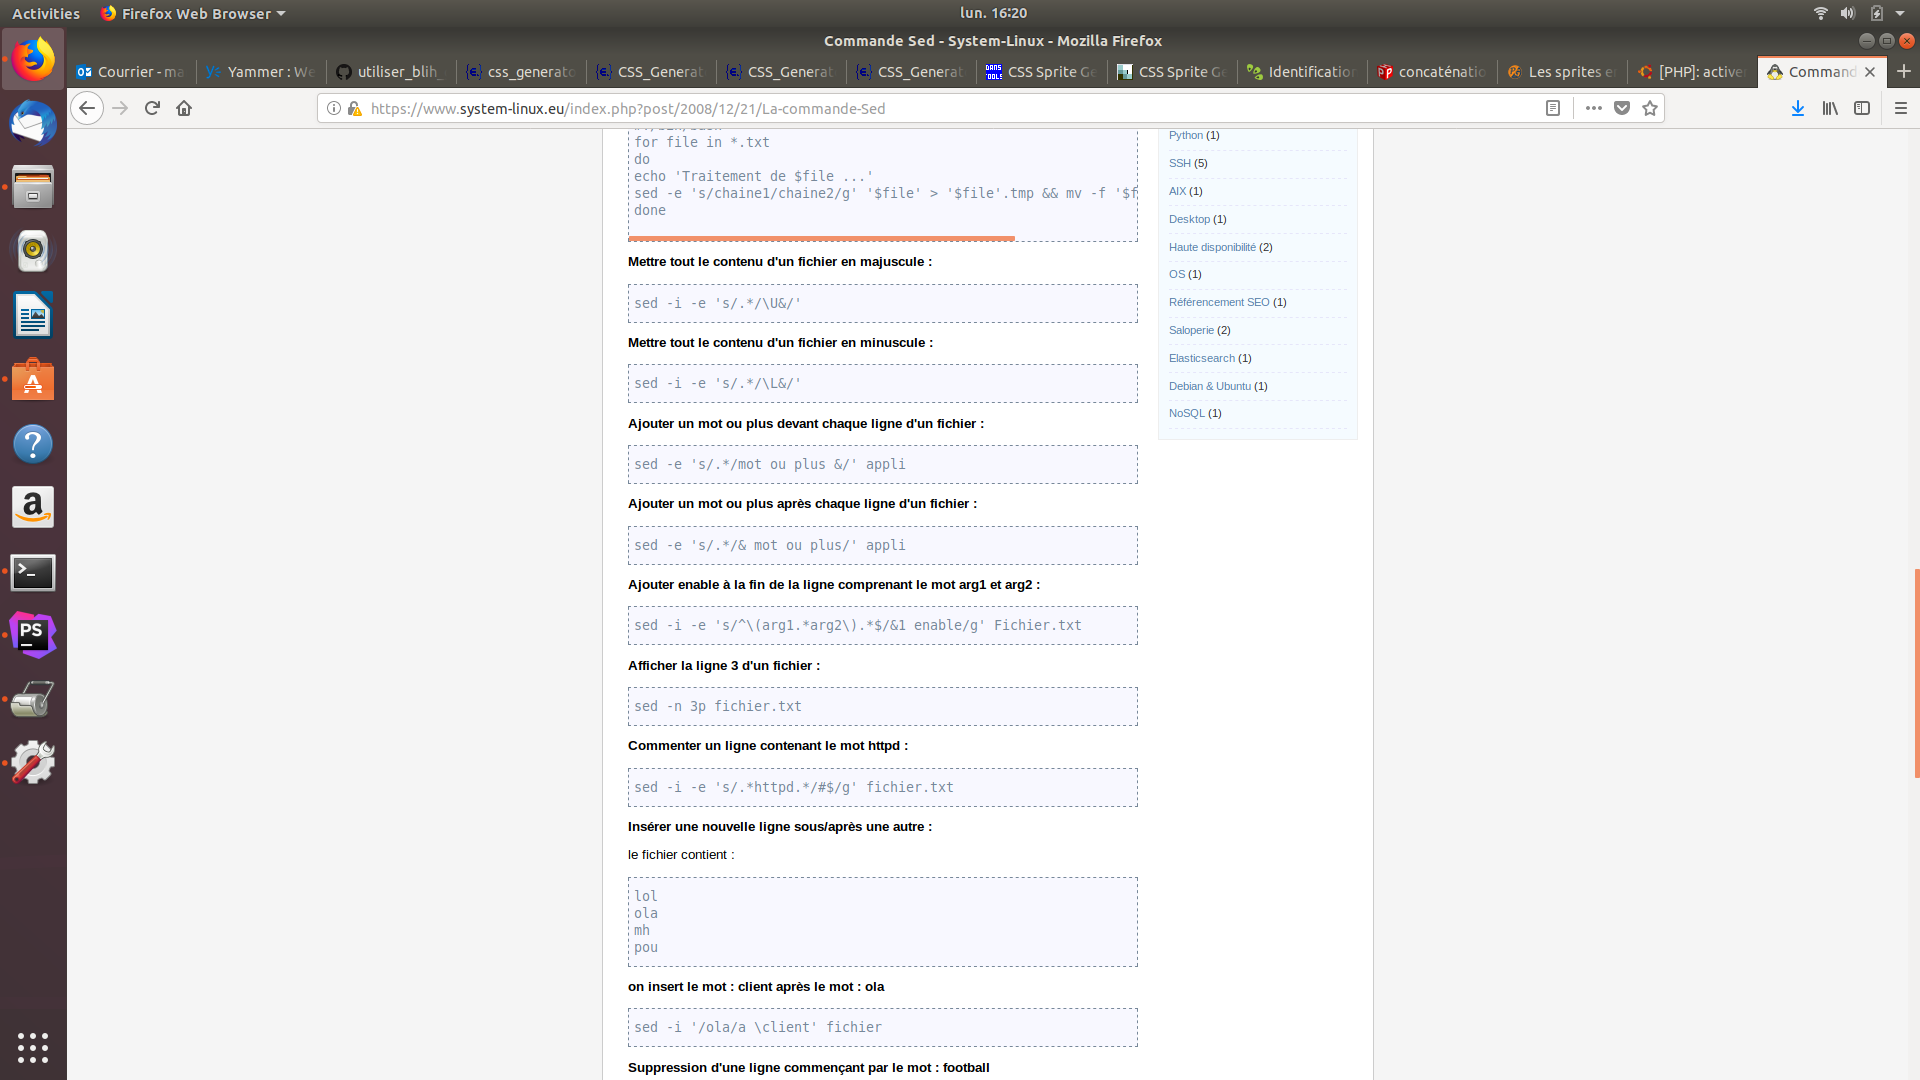 Activities Firefox Web Browser lun. 16:20
Commande Sed - System-Linux - Mozilla Firefox
Courrier - ma Yammer : We utiliser_blih_ css_generato CSS_Generat CSS_Generat CSS_Generat CSS Sprite Ge CSS Sprite Ge Identification concaténatio Les sprites e [PHP]: active Command
https://www.system-linux.eu/index.php?post/2008/12/21/La-commande-Sed
for file in *.txt
do
echo 'Traitement de $file ...'
sed -e 's/chaine1/chaine2/g' '$file' > '$file'.tmp && mv -f '$f
done
Mettre tout le contenu d'un fichier en majuscule :
sed -i -e 's/.*/\U&/'
Mettre tout le contenu d'un fichier en minuscule :
sed -i -e 's/.*/\L&/'
Ajouter un mot ou plus devant chaque ligne d'un fichier :
sed -e 's/.*/mot ou plus &/' appli
Ajouter un mot ou plus après chaque ligne d'un fichier :
sed -e 's/.*/& mot ou plus/' appli
Ajouter enable à la fin de la ligne comprenant le mot arg1 et arg2 :
sed -i -e 's/^\(arg1.*arg2\).*$/&1 enable/g' Fichier.txt
Afficher la ligne 3 d'un fichier :
sed -n 3p fichier.txt
Commenter un ligne contenant le mot httpd :
sed -i -e 's/.*httpd.*/#$/g' fichier.txt
Insérer une nouvelle ligne sous/après une autre :
le fichier contient :
lol
ola
mh
pou
on insert le mot : client après le mot : ola
sed -i '/ola/a \client' fichier
Suppression d'une ligne commençant par le mot : football
Python (1)
SSH (5)
AIX (1)
Desktop (1)
Haute disponibilité (2)
OS (1)
Référencement SEO (1)
Saloperie (2)
Elasticsearch (1)
Debian & Ubuntu (1)
NoSQL (1)